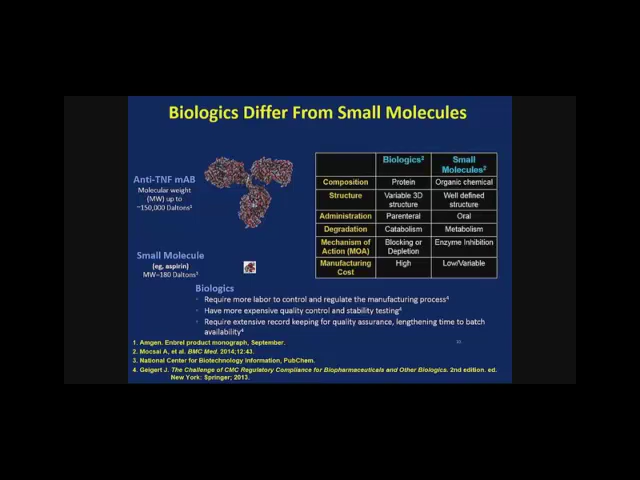 Biologics Differ From Small Molecules
Anti-TNF mAB
Molecular weight
(MW) up to
~150,000 Daltons¹
Small Molecule
(eg, aspirin)
MW~180 Daltons³
Biologics² Small Molecules²
Composition Protein Organic chemical
Structure Variable 3D structure Well defined structure
Administration Parenteral Oral
Degradation Catabolism Metabolism
Mechanism of Action (MOA) Blocking or Depletion Enzyme Inhibition
Manufacturing Cost High Low/Variable
Biologics
◦ Require more labor to control and regulate the manufacturing process⁴
◦ Have more expensive quality control and stability testing⁴
◦ Require extensive record keeping for quality assurance, lengthening time to batch
availability⁴
1. Amgen. Enbrel product monograph, September.
2. Mocsai A, et al. BMC Med. 2014;12:43.
3. National Center for Biotechnology Information, PubChem.
4. Geigert J. The Challenge of CMC Regulatory Compliance for Biopharmaceuticals and Other Biologics. 2nd edition. ed.
New York: Springer; 2013.